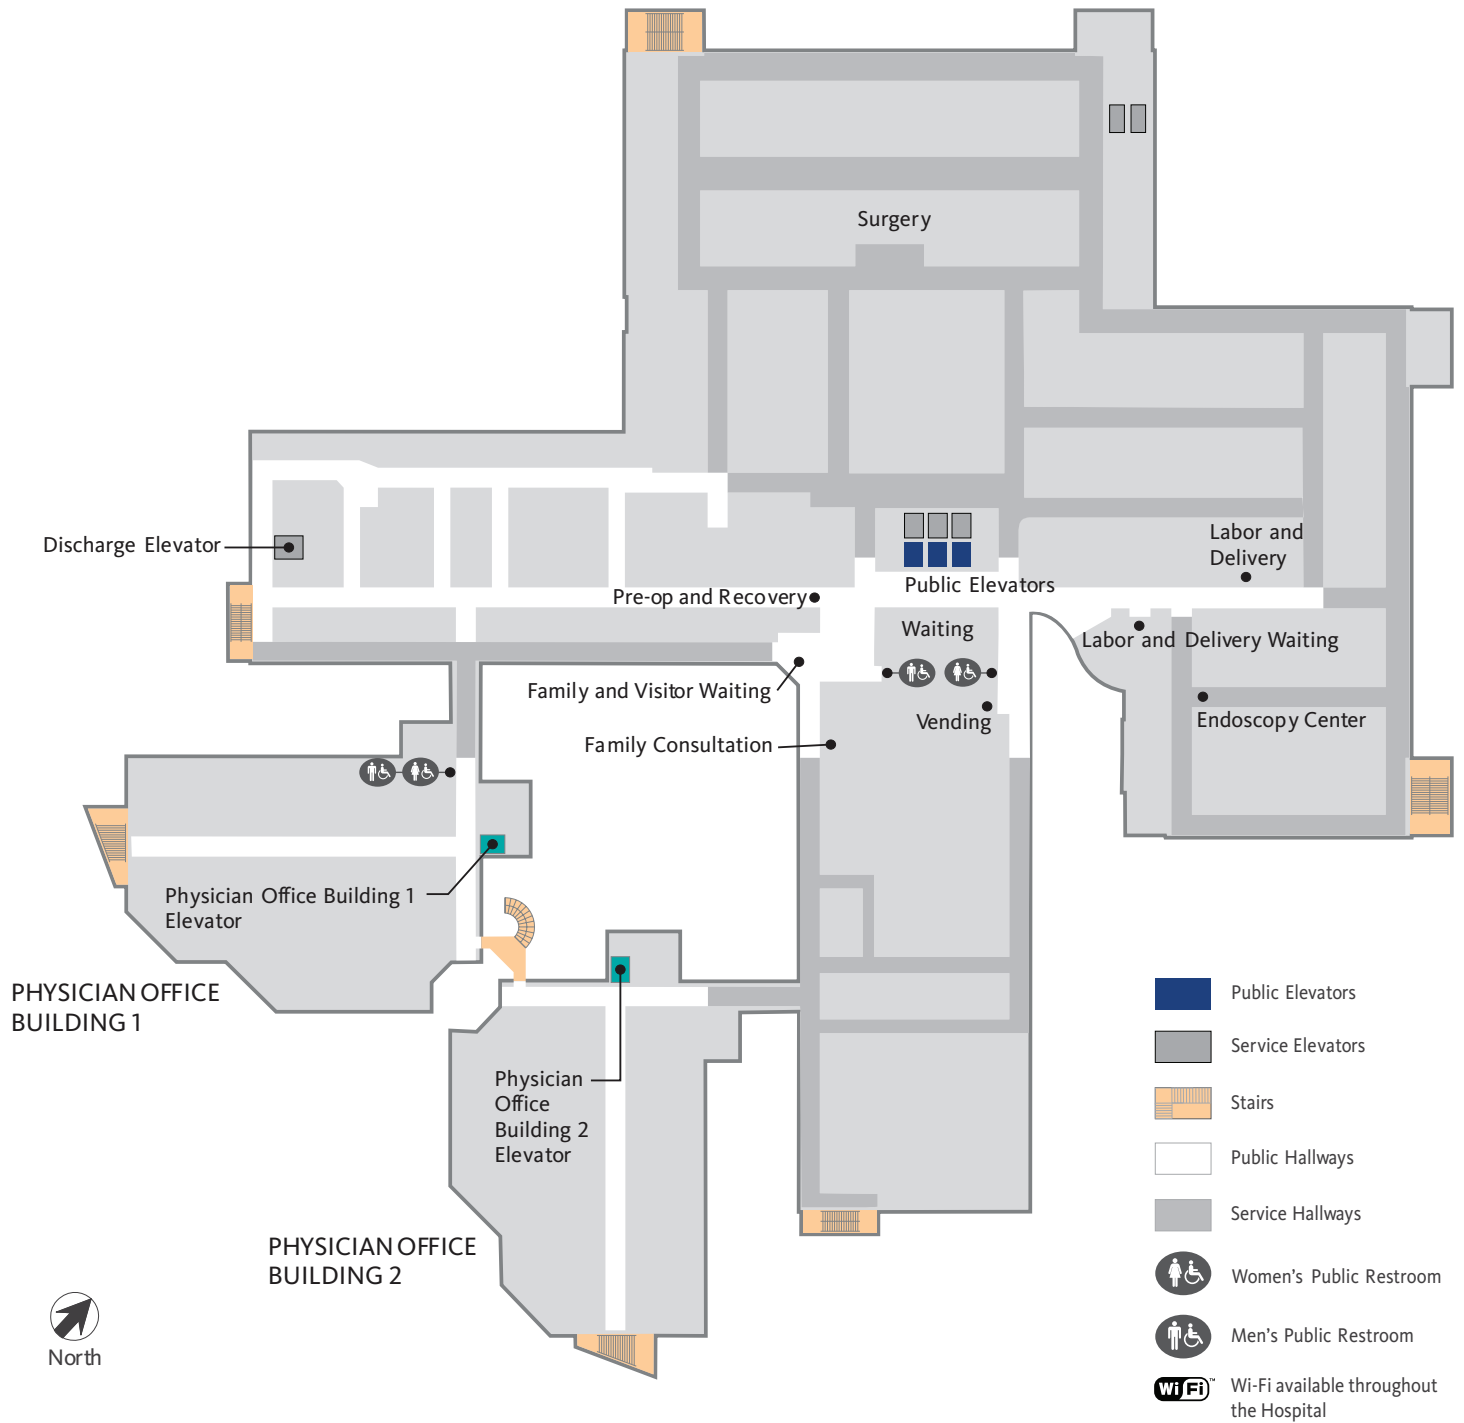 Surgery
Discharge Elevator
Labor and
Delivery
Public Elevators
Pre-op and Recovery
Waiting
Labor and Delivery Waiting
Family and Visitor Waiting
Vending
Endoscopy Center
Family Consultation
Physician Office Building 1
Elevator
PHYSICIAN OFFICE
BUILDING 1
Physician
Office
Building 2
Elevator
PHYSICIAN OFFICE
BUILDING 2
North
Public Elevators
Service Elevators
Stairs
Public Hallways
Service Hallways
Women's Public Restroom
Men's Public Restroom
Wi Fi™
Wi-Fi available throughout
the Hospital